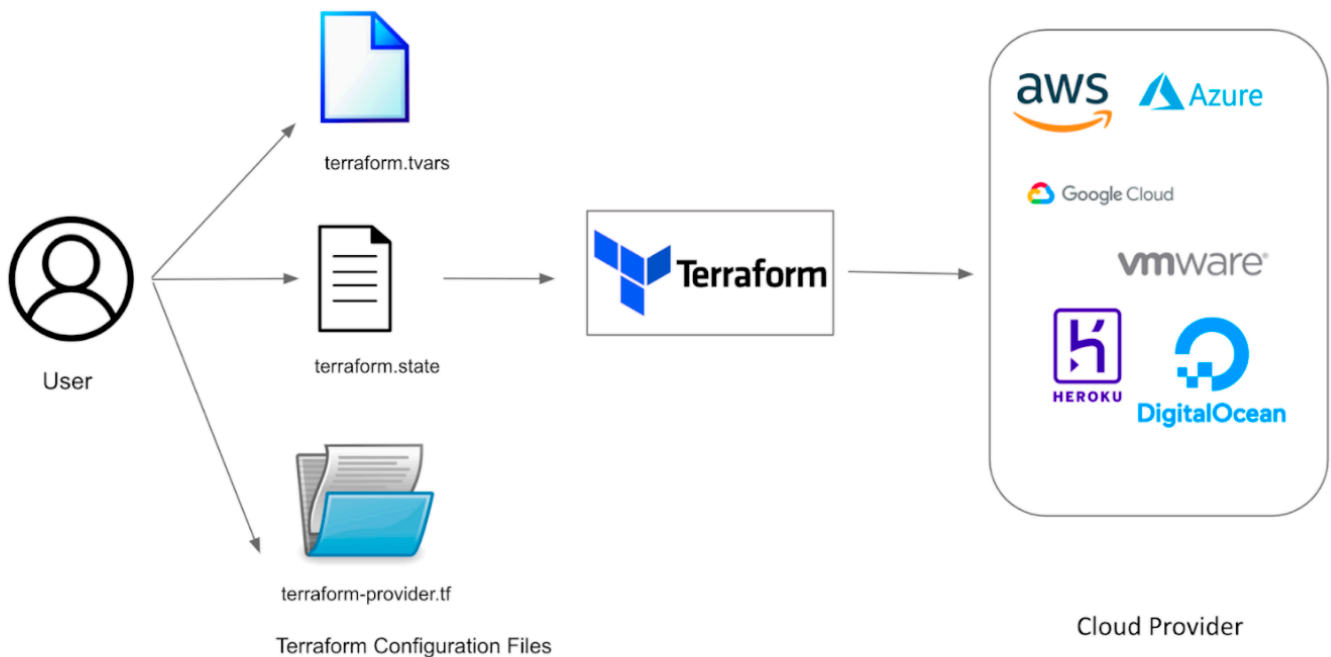 terraform.tvars
User
terraform.state
terraform-provider.tf
Terraform Configuration Files
Terraform
aws
Azure
Google Cloud
vmware®
HEROKU
DigitalOcean
Cloud Provider